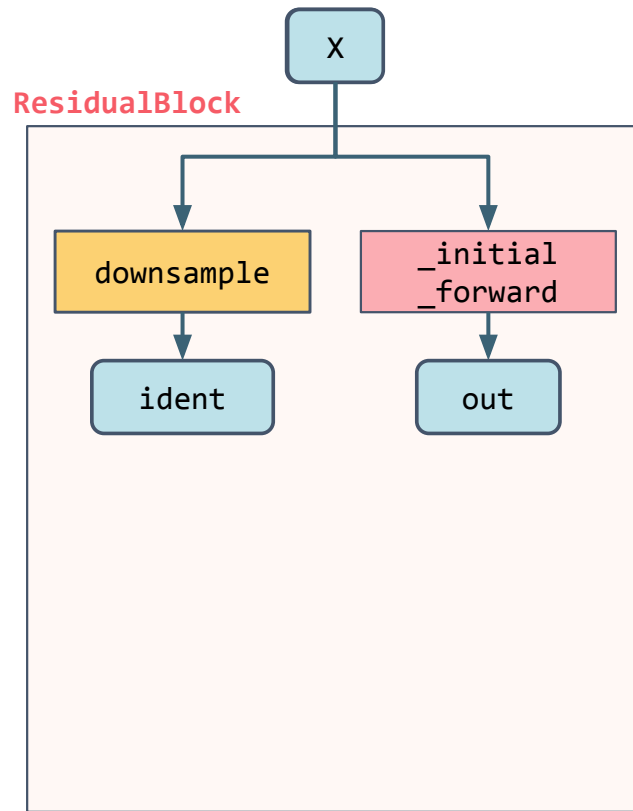 X
ResidualBlock
downsample
_initial
_forward
ident
out